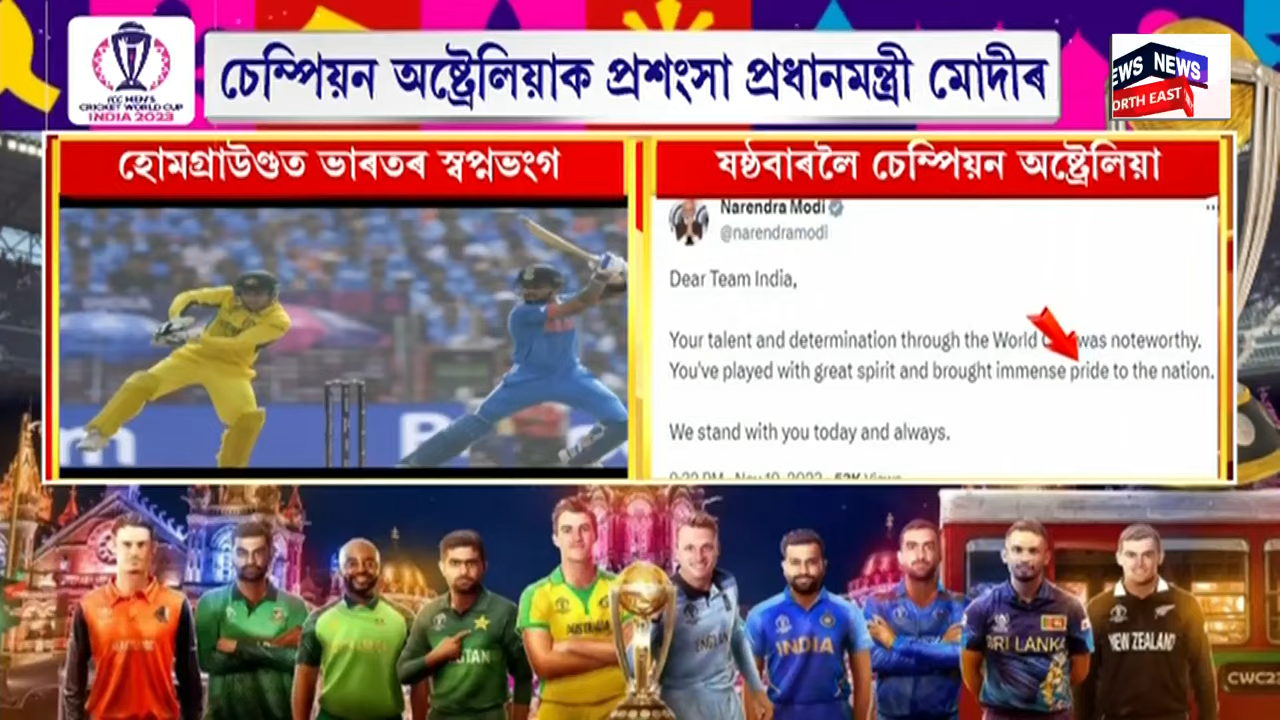 চেম্পিয়ন অষ্ট্ৰেলিয়াক প্ৰশংসা প্ৰধানমন্ত্ৰী মোদীৰ
ICC MEN'S
CRICKET WORLD CUP
INDIA 2023
NEWS
ORTH EAST
হোমগ্ৰাউণ্ডত ভাৰতৰ স্বপ্নভংগ
ষষ্ঠবাৰলৈ চেম্পিয়ন অষ্ট্ৰেলিয়া
Narendra Modi
@narendramodi
Dear Team India,
Your talent and determination through the World was noteworthy.
You've played with great spirit and brought immense pride to the nation.
We stand with you today and always.
AUSTRALIA
ENGLAND
INDIA
SRI LANKA
NEW ZEALAND
CWC23